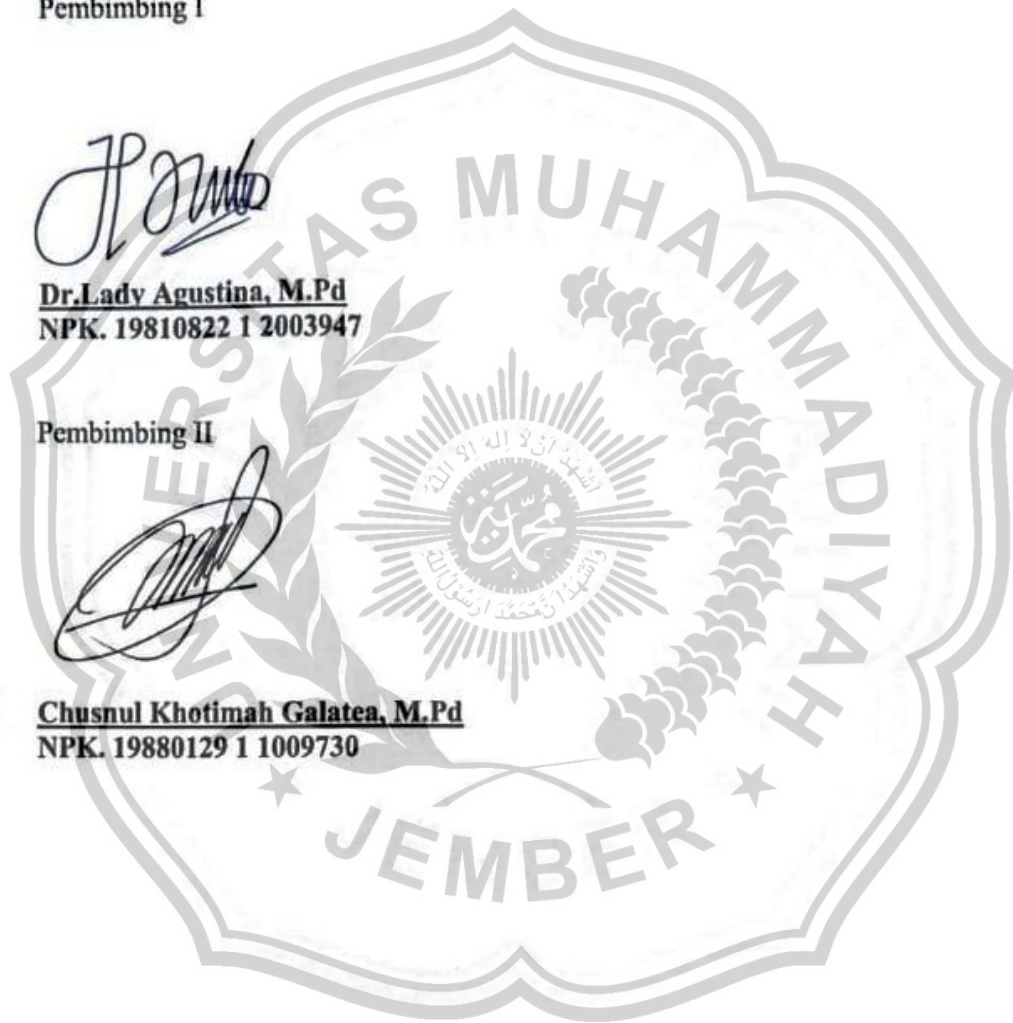 Pembimbing I
Dr.Lady Agustina, M.Pd
NPK. 19810822 1 2003947
Pembimbing II
Chusnul Khotimah Galatea, M.Pd
NPK. 19880129 1 1009730
UNIVERSITAS MUHAMMADIYAH
JEMBER